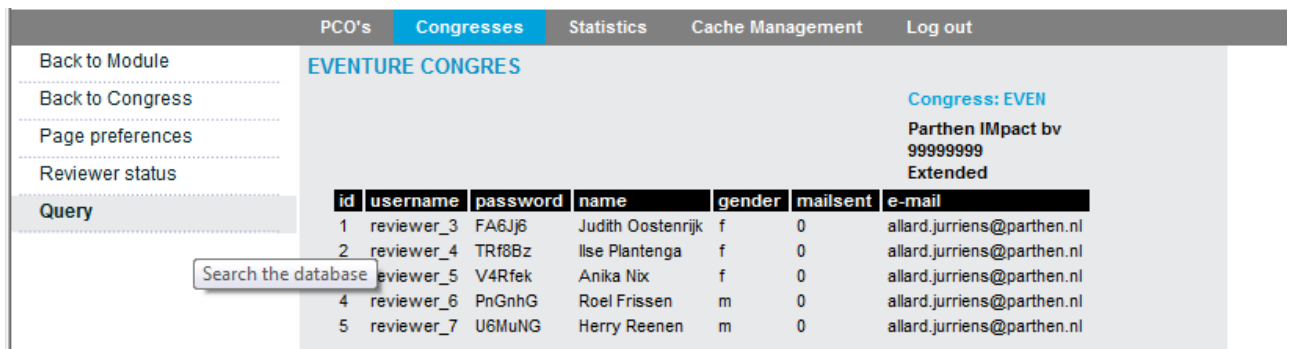 PCO's Congresses Statistics Cache Management Log out
Back to Module
Back to Congress
Page preferences
Reviewer status
Query
Search the database
EVENTURE CONGRES
Congress: EVEN
Parthen IMpact bv
99999999
Extended
id username password name gender mailsent e-mail
1 reviewer_3 FA6Jj6 Judith Oostenrijk f 0 allard.jurriens@parthen.nl
2 reviewer_4 TRf8Bz Ilse Plantenga f 0 allard.jurriens@parthen.nl
eviewer_5 V4Rfek Anika Nix f 0 allard.jurriens@parthen.nl
4 reviewer_6 PnGnhG Roel Frissen m 0 allard.jurriens@parthen.nl
5 reviewer_7 U6MuNG Herry Reenen m 0 allard.jurriens@parthen.nl